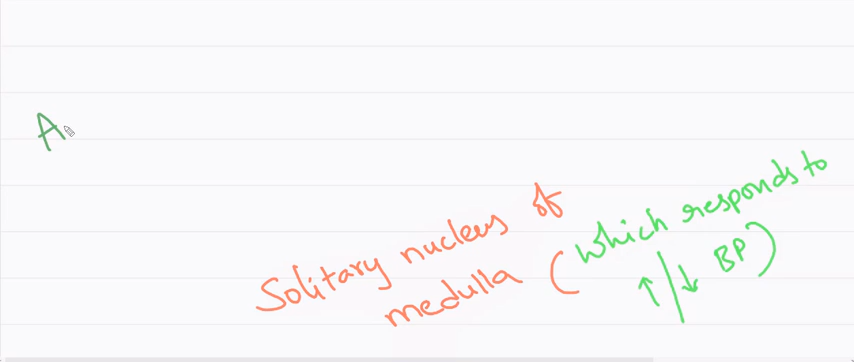 A
Solitary nucleus of
medulla (which responds to
↑/↓ BP)